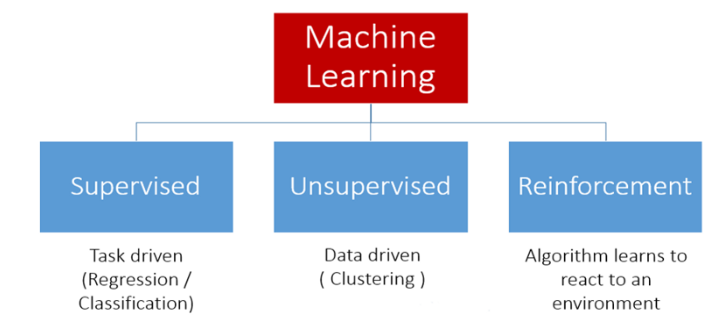 Machine
Learning
Supervised
Unsupervised
Reinforcement
Task driven
(Regression /
Classification)
Data driven
( Clustering )
Algorithm learns to
react to an
environment